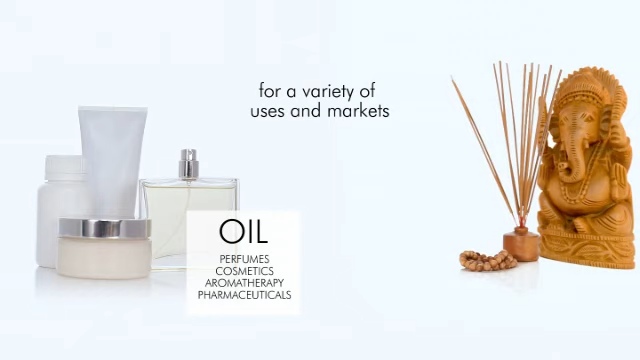 for a variety of
uses and markets
OIL
PERFUMES
COSMETICS
AROMATHERAPY
PHARMACEUTICALS